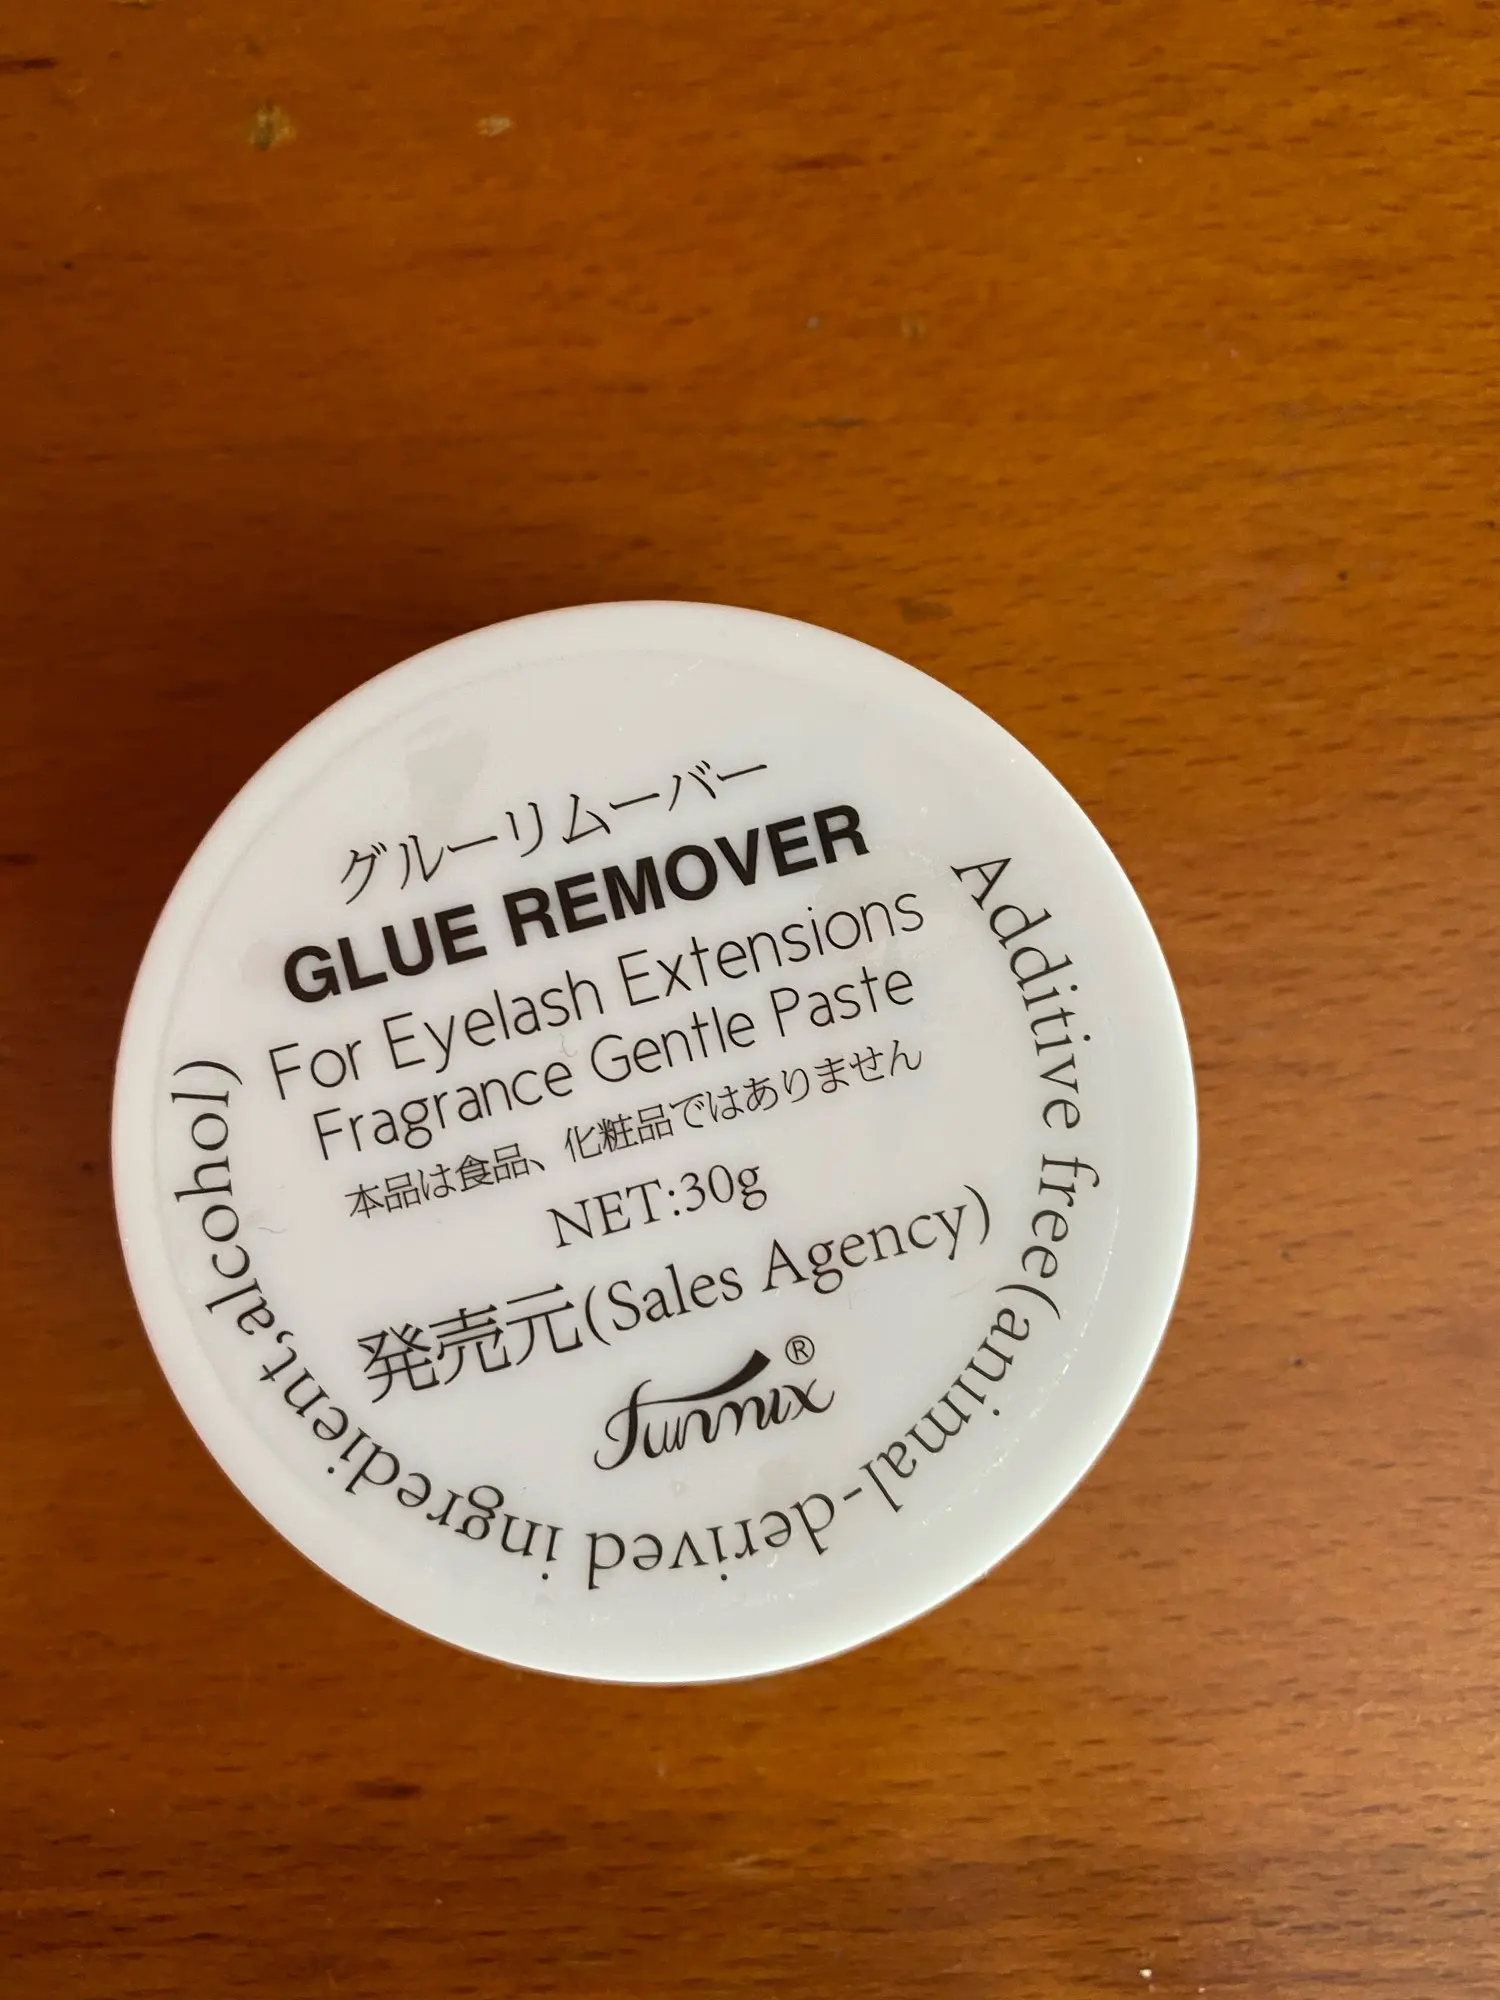 グルーリムーバー
GLUE REMOVER
For Eyelash Extensions
Fragrance Gentle Paste
本品は食品、化粧品ではありません
NET:30g
発売元(Sales Agency)
Funnix®
Additive free(animal-derived ingredient,alcohol)